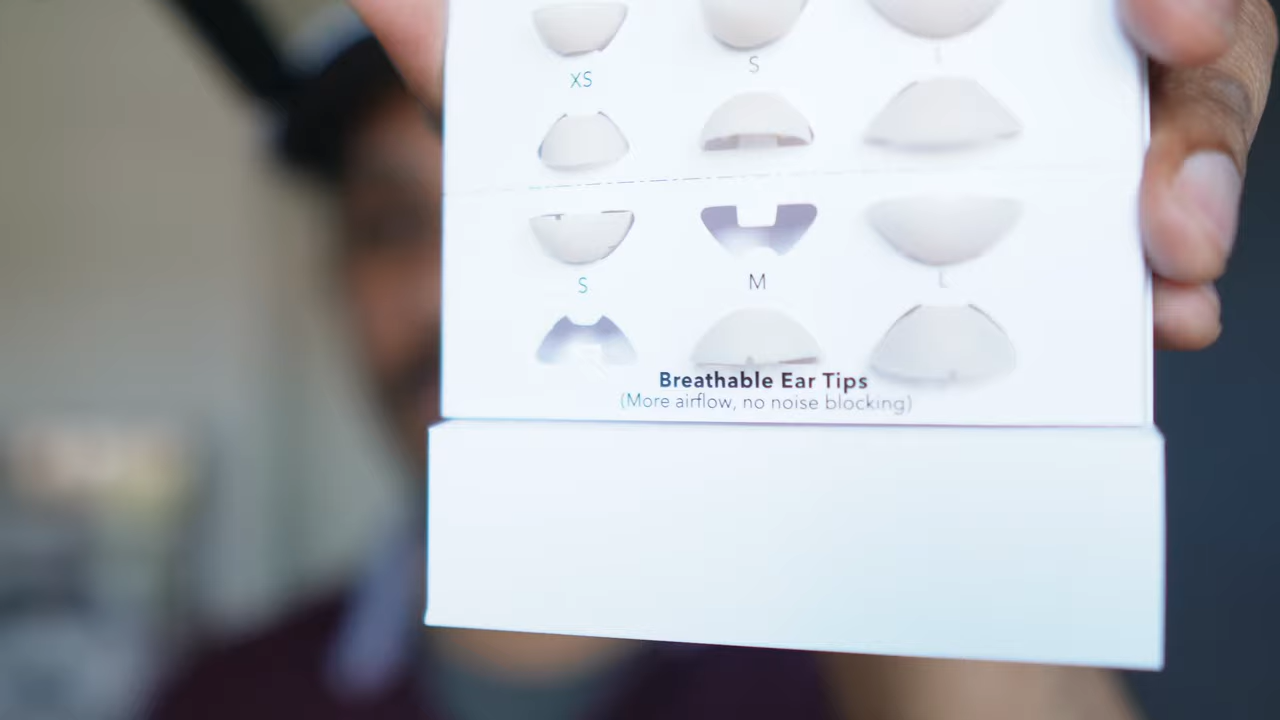 XS S L
S M L
Breathable Ear Tips
(More airflow, no noise blocking)